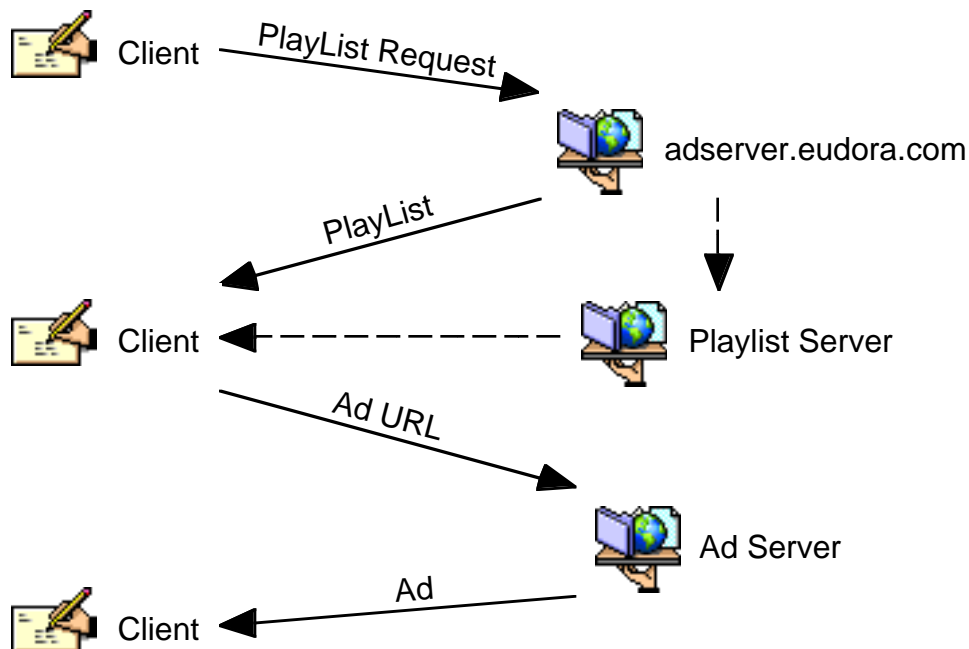 Client
PlayList Request
adserver.eudora.com
PlayList
Client
Playlist Server
Ad URL
Ad Server
Ad
Client